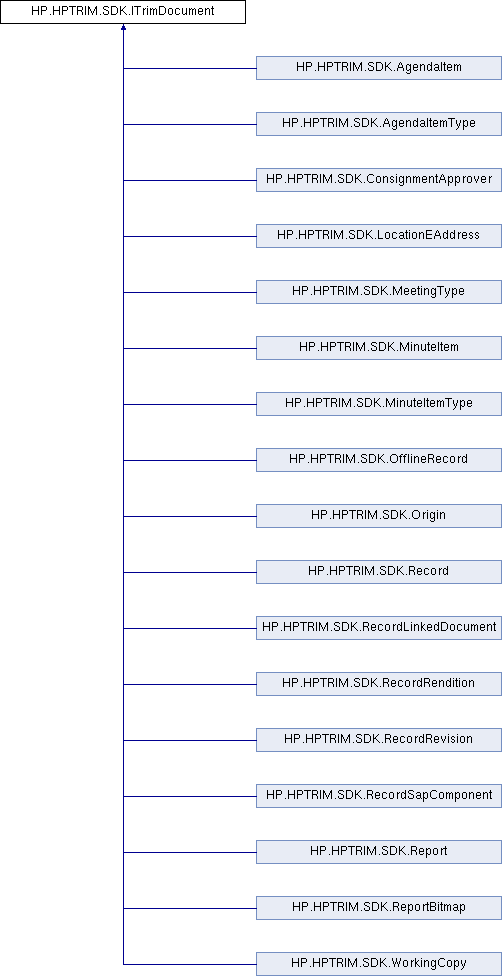 HP.HPTRIM.SDK.ITrimDocument
HP.HPTRIM.SDK.AgendaItem
HP.HPTRIM.SDK.AgendaItemType
HP.HPTRIM.SDK.ConsignmentApprover
HP.HPTRIM.SDK.LocationEAddress
HP.HPTRIM.SDK.MeetingType
HP.HPTRIM.SDK.MinuteItem
HP.HPTRIM.SDK.MinuteItemType
HP.HPTRIM.SDK.OfflineRecord
HP.HPTRIM.SDK.Origin
HP.HPTRIM.SDK.Record
HP.HPTRIM.SDK.RecordLinkedDocument
HP.HPTRIM.SDK.RecordRendition
HP.HPTRIM.SDK.RecordRevision
HP.HPTRIM.SDK.RecordSapComponent
HP.HPTRIM.SDK.Report
HP.HPTRIM.SDK.ReportBitmap
HP.HPTRIM.SDK.WorkingCopy